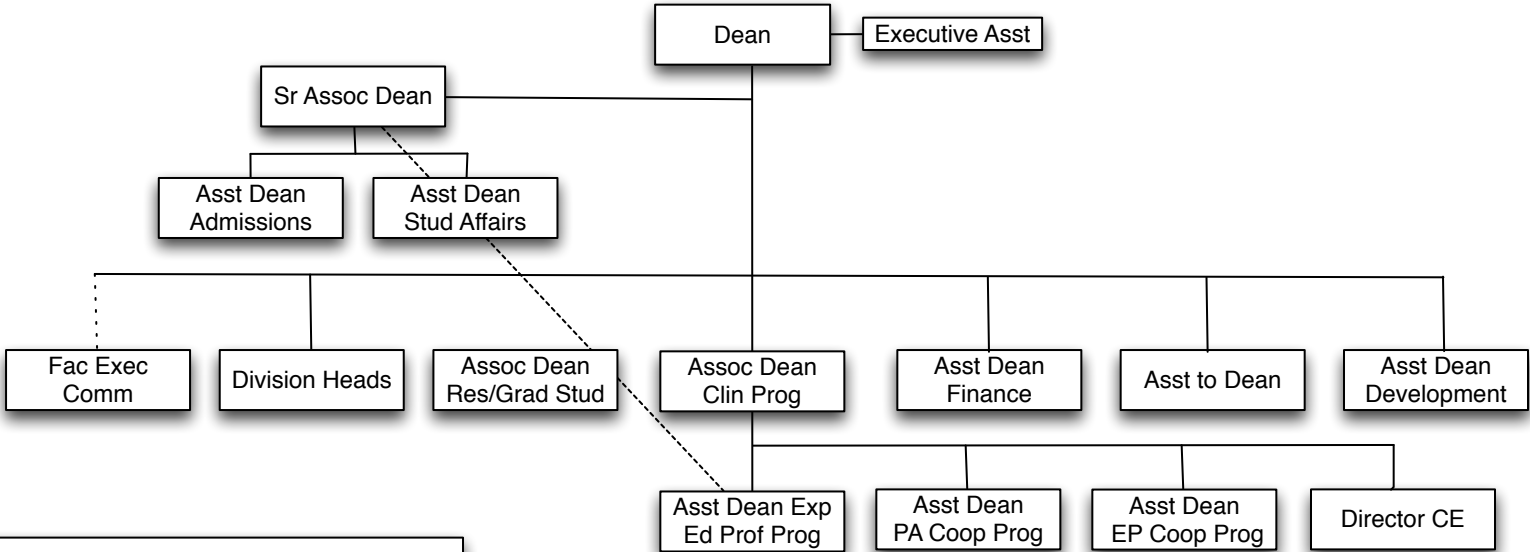 Dean
Executive Asst
Sr Assoc Dean
Asst Dean
Admissions
Asst Dean
Stud Affairs
Fac Exec
Comm
Division Heads
Assoc Dean
Res/Grad Stud
Assoc Dean
Clin Prog
Asst Dean
Finance
Asst to Dean
Asst Dean
Development
Asst Dean Exp
Ed Prof Prog
Asst Dean
PA Coop Prog
Asst Dean
EP Coop Prog
Director CE